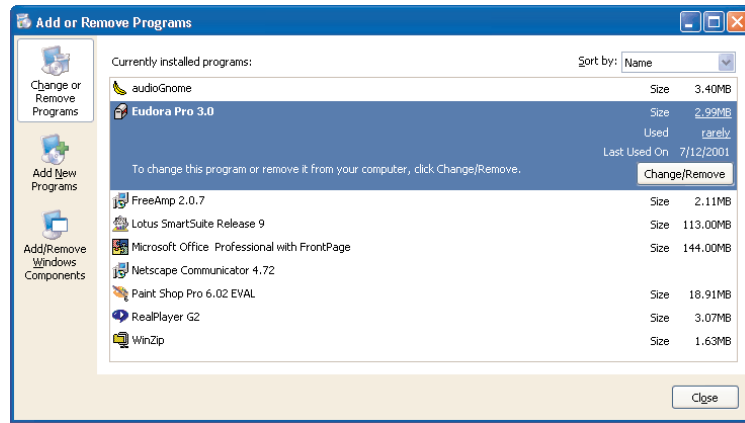 Add or Remove Programs
Change or
Remove
Programs
Add New
Programs
Add/Remove
Windows
Components
Currently installed programs:
Sort by: Name
audioGnome Size 3.40MB
Eudora Pro 3.0 Size 2.99MB
Used rarely
Last Used On 7/12/2001
To change this program or remove it from your computer, click Change/Remove. Change/Remove
FreeAmp 2.0.7 Size 2.11MB
Lotus SmartSuite Release 9 Size 113.00MB
Microsoft Office Professional with FrontPage Size 144.00MB
Netscape Communicator 4.72
Paint Shop Pro 6.02 EVAL Size 18.91MB
RealPlayer G2 Size 3.07MB
WinZip Size 1.63MB
Close